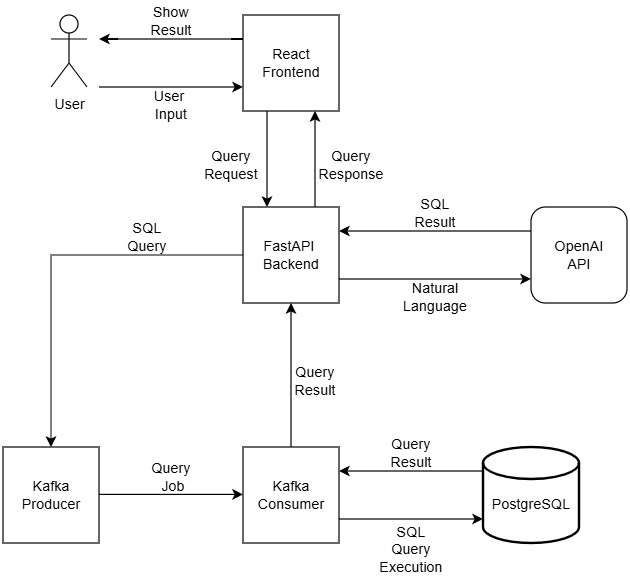 Show
Result
React
Frontend
User
User
Input
Query
Request
Query
Response
SQL
Query
FastAPI
Backend
SQL
Result
OpenAI
API
Natural
Language
Query
Result
Kafka
Producer
Query
Job
Kafka
Consumer
Query
Result
PostgreSQL
SQL
Query
Execution